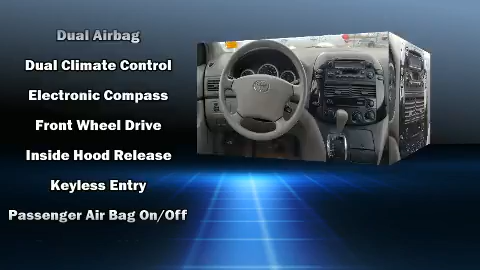 Dual Airbag
Dual Climate Control
Electronic Compass
Front Wheel Drive
Inside Hood Release
Keyless Entry
Passenger Air Bag On/Off